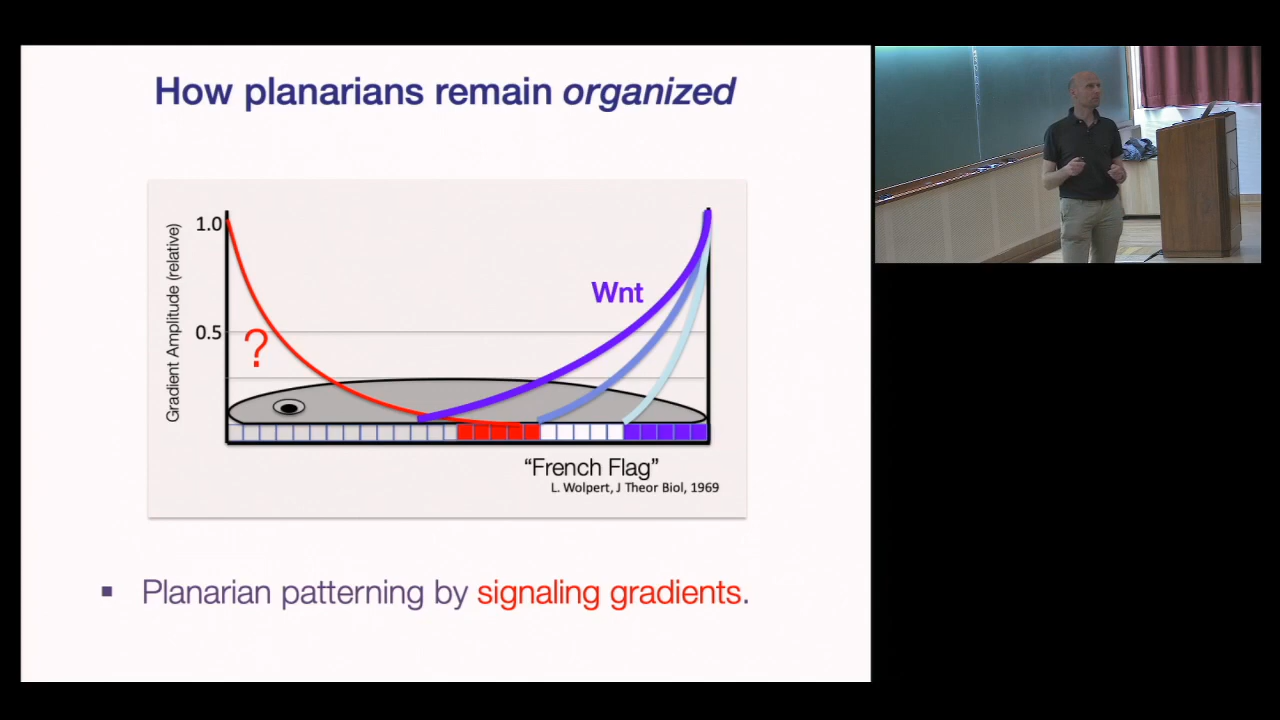 How planarians remain organized
Gradient Amplitude (relative)
1.0
0.5
?
Wnt
“French Flag”
L. Wolpert, J Theor Biol, 1969
Planarian patterning by signaling gradients.